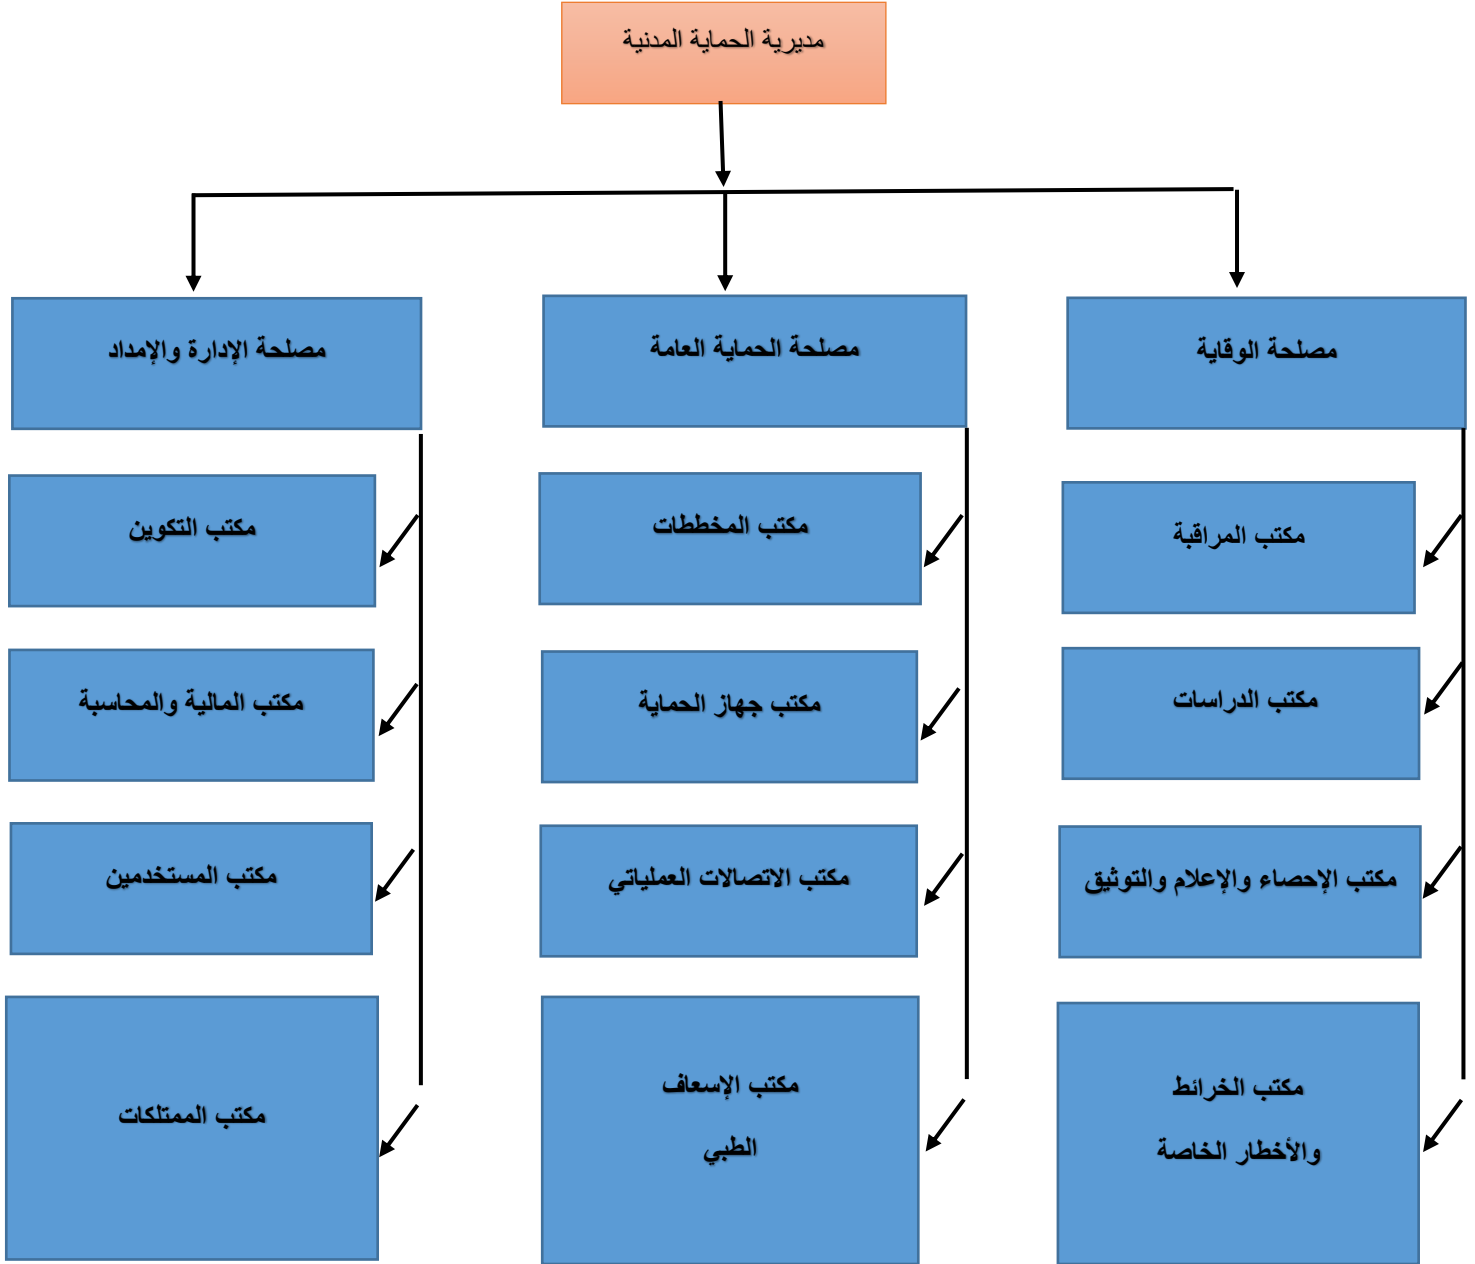 مديرية الحماية المدنية
مصلحة الوقاية
مصلحة الحماية العامة
مصلحة الإدارة والإمداد
مكتب المراقبة
مكتب المخططات
مكتب التكوين
مكتب الدراسات
مكتب جهاز الحماية
مكتب المالية والمحاسبة
مكتب الإحصاء والإعلام والتوثيق
مكتب الاتصالات العملياتي
مكتب المستخدمين
مكتب الخرائط
والأخطار الخاصة
مكتب الإسعاف
الطبي
مكتب الممتلكات